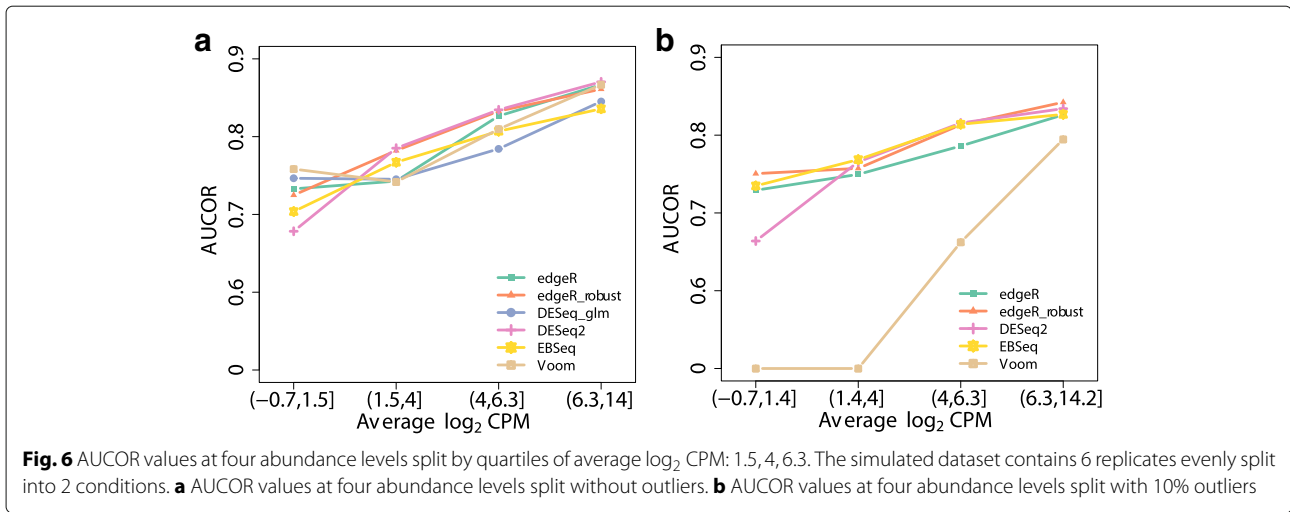 a
AUCOR
0.9
0.8
0.7
0.6
0
edgeR
edgeR_robust
DESeq_glm
DESeq2
EBSeq
Voom
(−0.7,1.5] (1.5,4] (4,6.3] (6.3,14]
Average log₂ CPM
b
AUCOR
0.9
0.8
0.7
0.6
0
edgeR
edgeR_robust
DESeq2
EBSeq
Voom
(−0.7,1.4] (1.4,4] (4,6.3] (6.3,14.2]
Average log₂ CPM
Fig. 6 AUCOR values at four abundance levels split by quartiles of average log₂ CPM: 1.5, 4, 6.3. The simulated dataset contains 6 replicates evenly split
into 2 conditions. a AUCOR values at four abundance levels split without outliers. b AUCOR values at four abundance levels split with 10% outliers